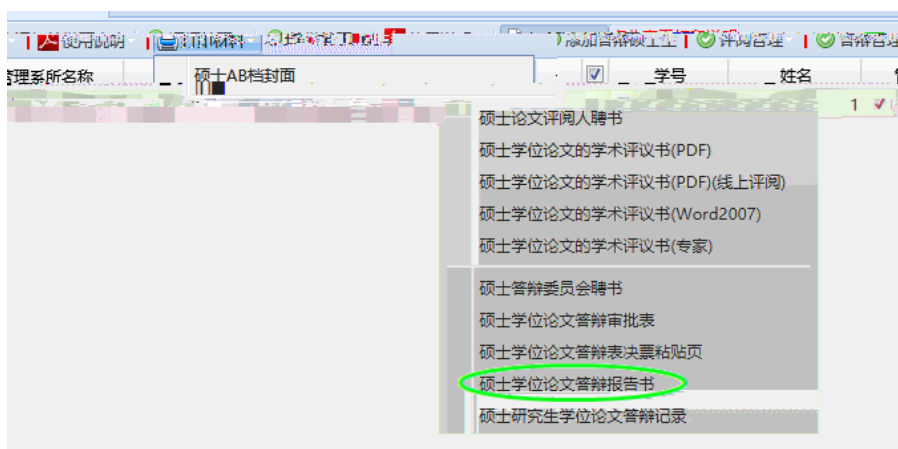 使用说明 打印材料 添加答辩硕士生 评阅管理 答辩管理
管理系所名称 学号 姓名
硕士AB档封面
1
硕士论文评阅人聘书
硕士学位论文的学术评议书(PDF)
硕士学位论文的学术评议书(PDF)(线上评阅)
硕士学位论文的学术评议书(Word2007)
硕士学位论文的学术评议书(专家)
硕士答辩委员会聘书
硕士学位论文答辩审批表
硕士学位论文答辩表决票粘贴页
硕士学位论文答辩报告书
硕士研究生学位论文答辩记录